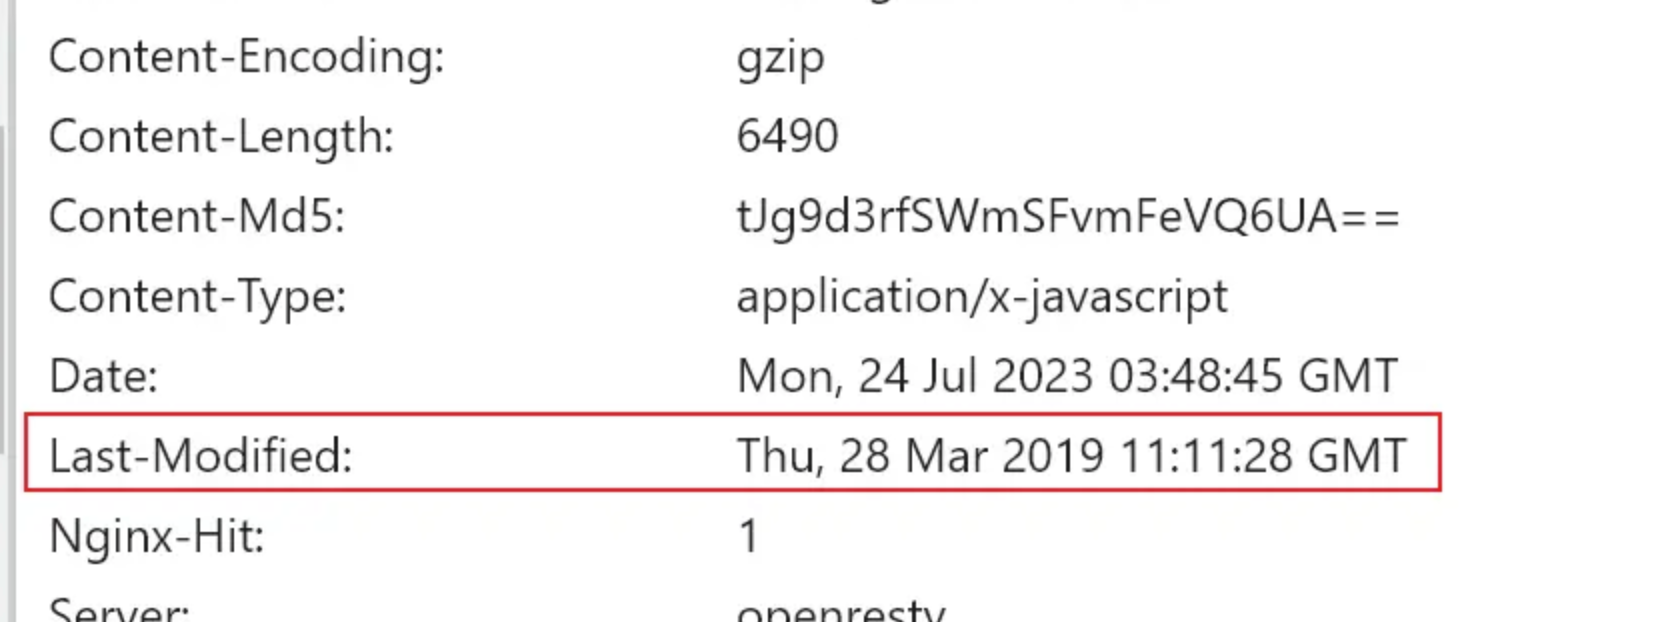 Content-Encoding: gzip
Content-Length: 6490
Content-Md5: tJg9d3rfSWmSFvmFeVQ6UA==
Content-Type: application/x-javascript
Date: Mon, 24 Jul 2023 03:48:45 GMT
Last-Modified: Thu, 28 Mar 2019 11:11:28 GMT
Nginx-Hit: 1
Server: openresty